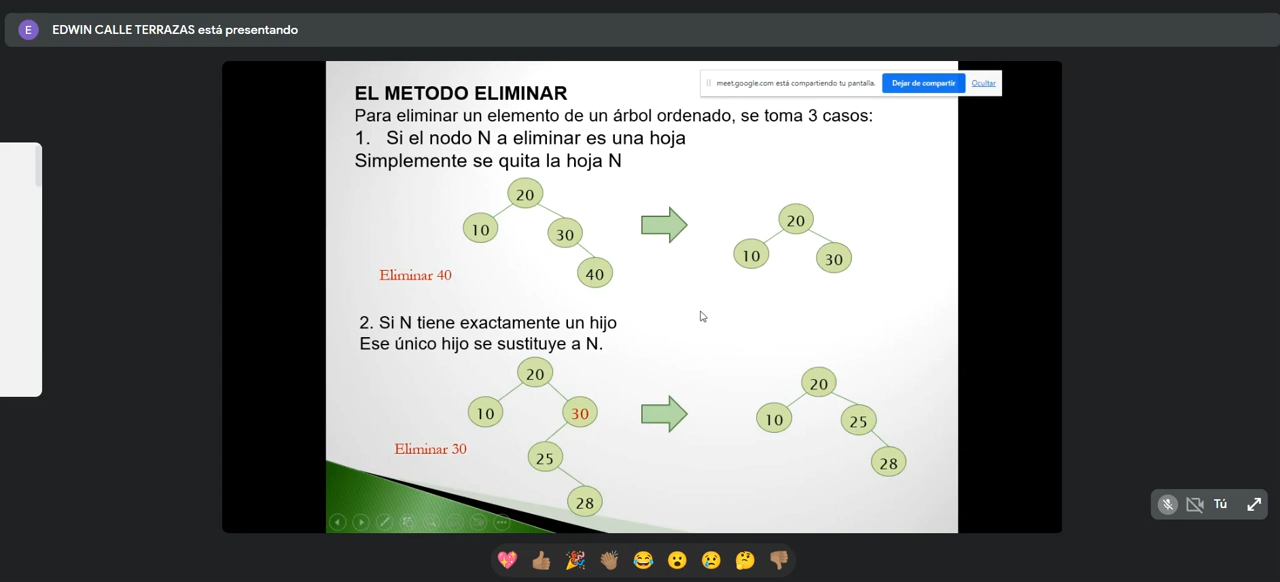 E EDWIN CALLE TERRAZAS está presentando
meet.google.com está compartiendo tu pantalla. Dejar de compartir Ocultar
EL METODO ELIMINAR
Para eliminar un elemento de un árbol ordenado, se toma 3 casos:
1. Si el nodo N a eliminar es una hoja
Simplemente se quita la hoja N
20
10 30
40
Eliminar 40
20
10 30
2. Si N tiene exactamente un hijo
Ese único hijo se sustituye a N.
20
10 30
Eliminar 30
25
28
20
10 25
28
Tú